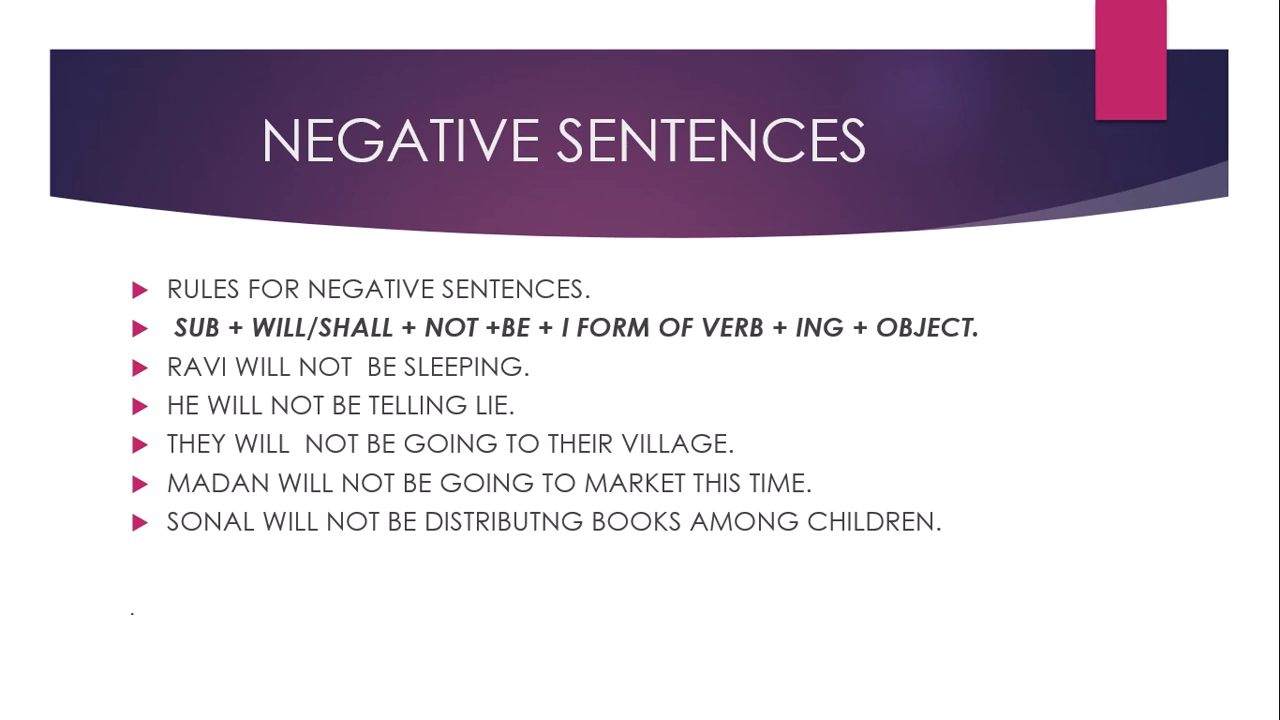 NEGATIVE SENTENCES
RULES FOR NEGATIVE SENTENCES.
SUB + WILL/SHALL + NOT +BE + I FORM OF VERB + ING + OBJECT.
RAVI WILL NOT  BE SLEEPING.
HE WILL NOT BE TELLING LIE.
THEY WILL  NOT BE GOING TO THEIR VILLAGE.
MADAN WILL NOT BE GOING TO MARKET THIS TIME.
SONAL WILL NOT BE DISTRIBUTNG BOOKS AMONG CHILDREN.
.